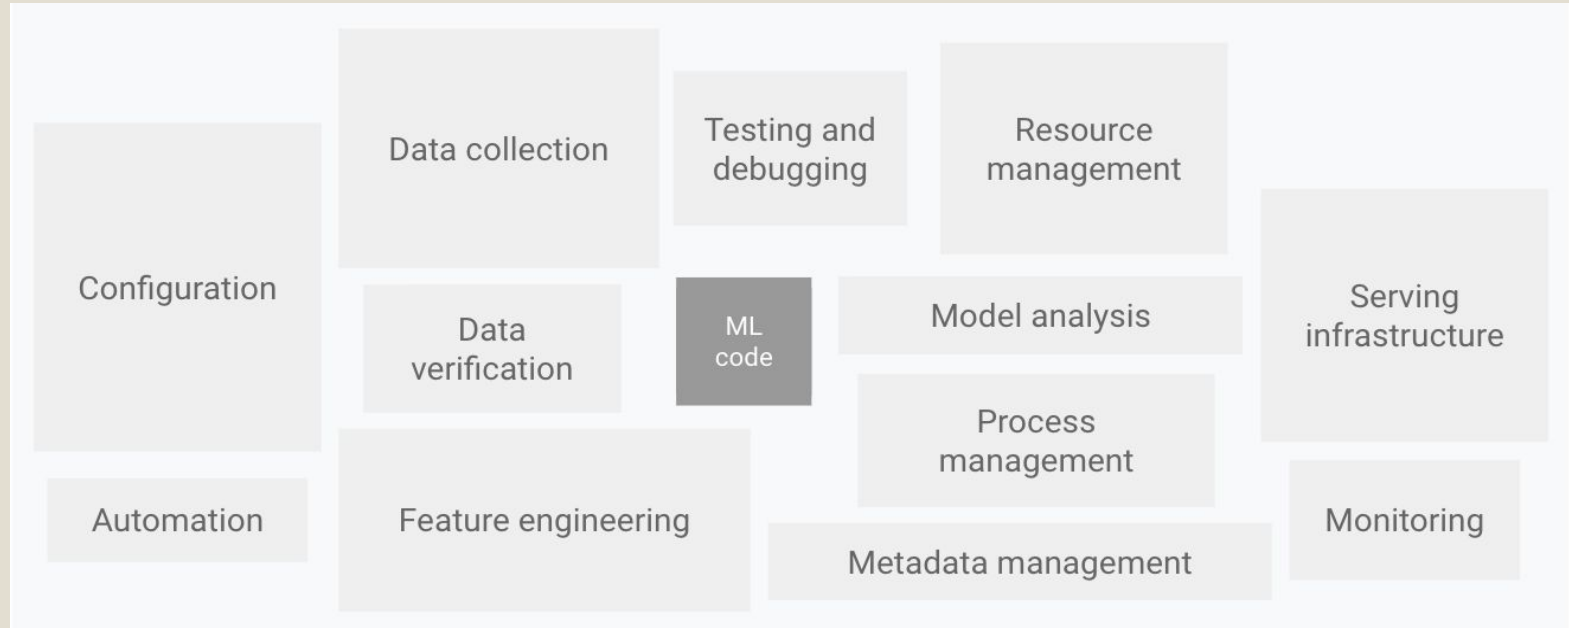 Data collection
Testing and
debugging
Resource
management
Configuration
Data
verification
ML
code
Model analysis
Serving
infrastructure
Process
management
Automation
Feature engineering
Metadata management
Monitoring